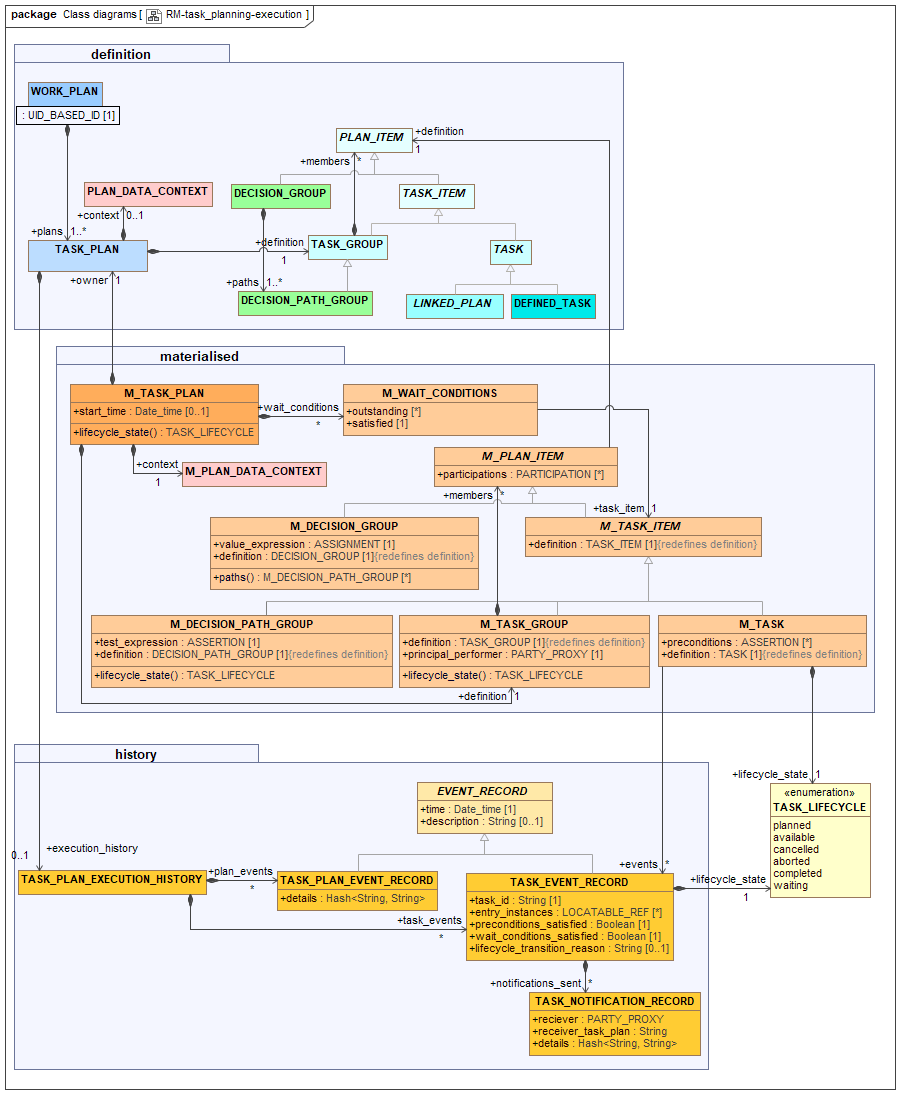 package Class diagrams [ RM-task_planning-execution ]
definition
WORK_PLAN
: UID_BASED_ID [1]
PLAN_ITEM
+definition
1
+members
*
PLAN_DATA_CONTEXT
DECISION_GROUP
TASK_ITEM
+context
0..1
+plans
1..*
TASK_PLAN
+definition
1
TASK_GROUP
TASK
+owner
1
+paths
1..*
DECISION_PATH_GROUP
LINKED_PLAN
DEFINED_TASK
materialised
M_TASK_PLAN
+start_time : Date_time [0..1]
+lifecycle_state() : TASK_LIFECYCLE
+wait_conditions
*
M_WAIT_CONDITIONS
+outstanding [*]
+satisfied [1]
+context
1
M_PLAN_DATA_CONTEXT
M_PLAN_ITEM
+participations : PARTICIPATION [*]
+members
*
+task_item
1
M_DECISION_GROUP
+value_expression : ASSIGNMENT [1]
+definition : DECISION_GROUP [1]{redefines definition}
+paths() : M_DECISION_PATH_GROUP [*]
M_TASK_ITEM
+definition : TASK_ITEM [1]{redefines definition}
M_DECISION_PATH_GROUP
+test_expression : ASSERTION [1]
+definition : DECISION_PATH_GROUP [1]{redefines definition}
+lifecycle_state() : TASK_LIFECYCLE
M_TASK_GROUP
+definition : TASK_GROUP [1]{redefines definition}
+principal_performer : PARTY_PROXY [1]
+lifecycle_state() : TASK_LIFECYCLE
M_TASK
+preconditions : ASSERTION [*]
+definition : TASK [1]{redefines definition}
+definition
1
history
+lifecycle_state
1
EVENT_RECORD
+time : Date_time [1]
+description : String [0..1]
«enumeration»
TASK_LIFECYCLE
planned
available
cancelled
aborted
completed
waiting
+execution_history
0..1
TASK_PLAN_EXECUTION_HISTORY
+plan_events
*
TASK_PLAN_EVENT_RECORD
+details : Hash<String, String>
+events
*
TASK_EVENT_RECORD
+task_id : String [1]
+entry_instances : LOCATABLE_REF [*]
+preconditions_satisfied : Boolean [1]
+wait_conditions_satisfied : Boolean [1]
+lifecycle_transition_reason : String [0..1]
+lifecycle_state
1
+task_events
*
+notifications_sent
*
TASK_NOTIFICATION_RECORD
+reciever : PARTY_PROXY
+receiver_task_plan : String
+details : Hash<String, String>